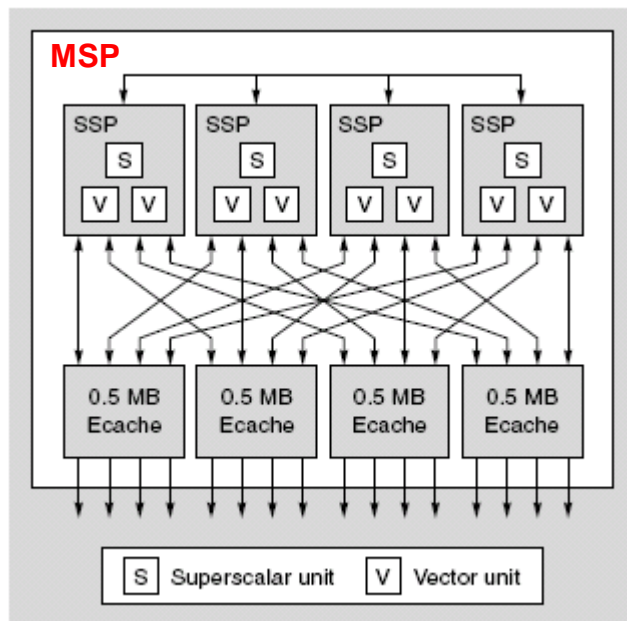 MSP
SSP SSP SSP SSP
S S S S
V V V V V V V V
0.5 MB 0.5 MB 0.5 MB 0.5 MB
Ecache Ecache Ecache Ecache
S Superscalar unit V Vector unit